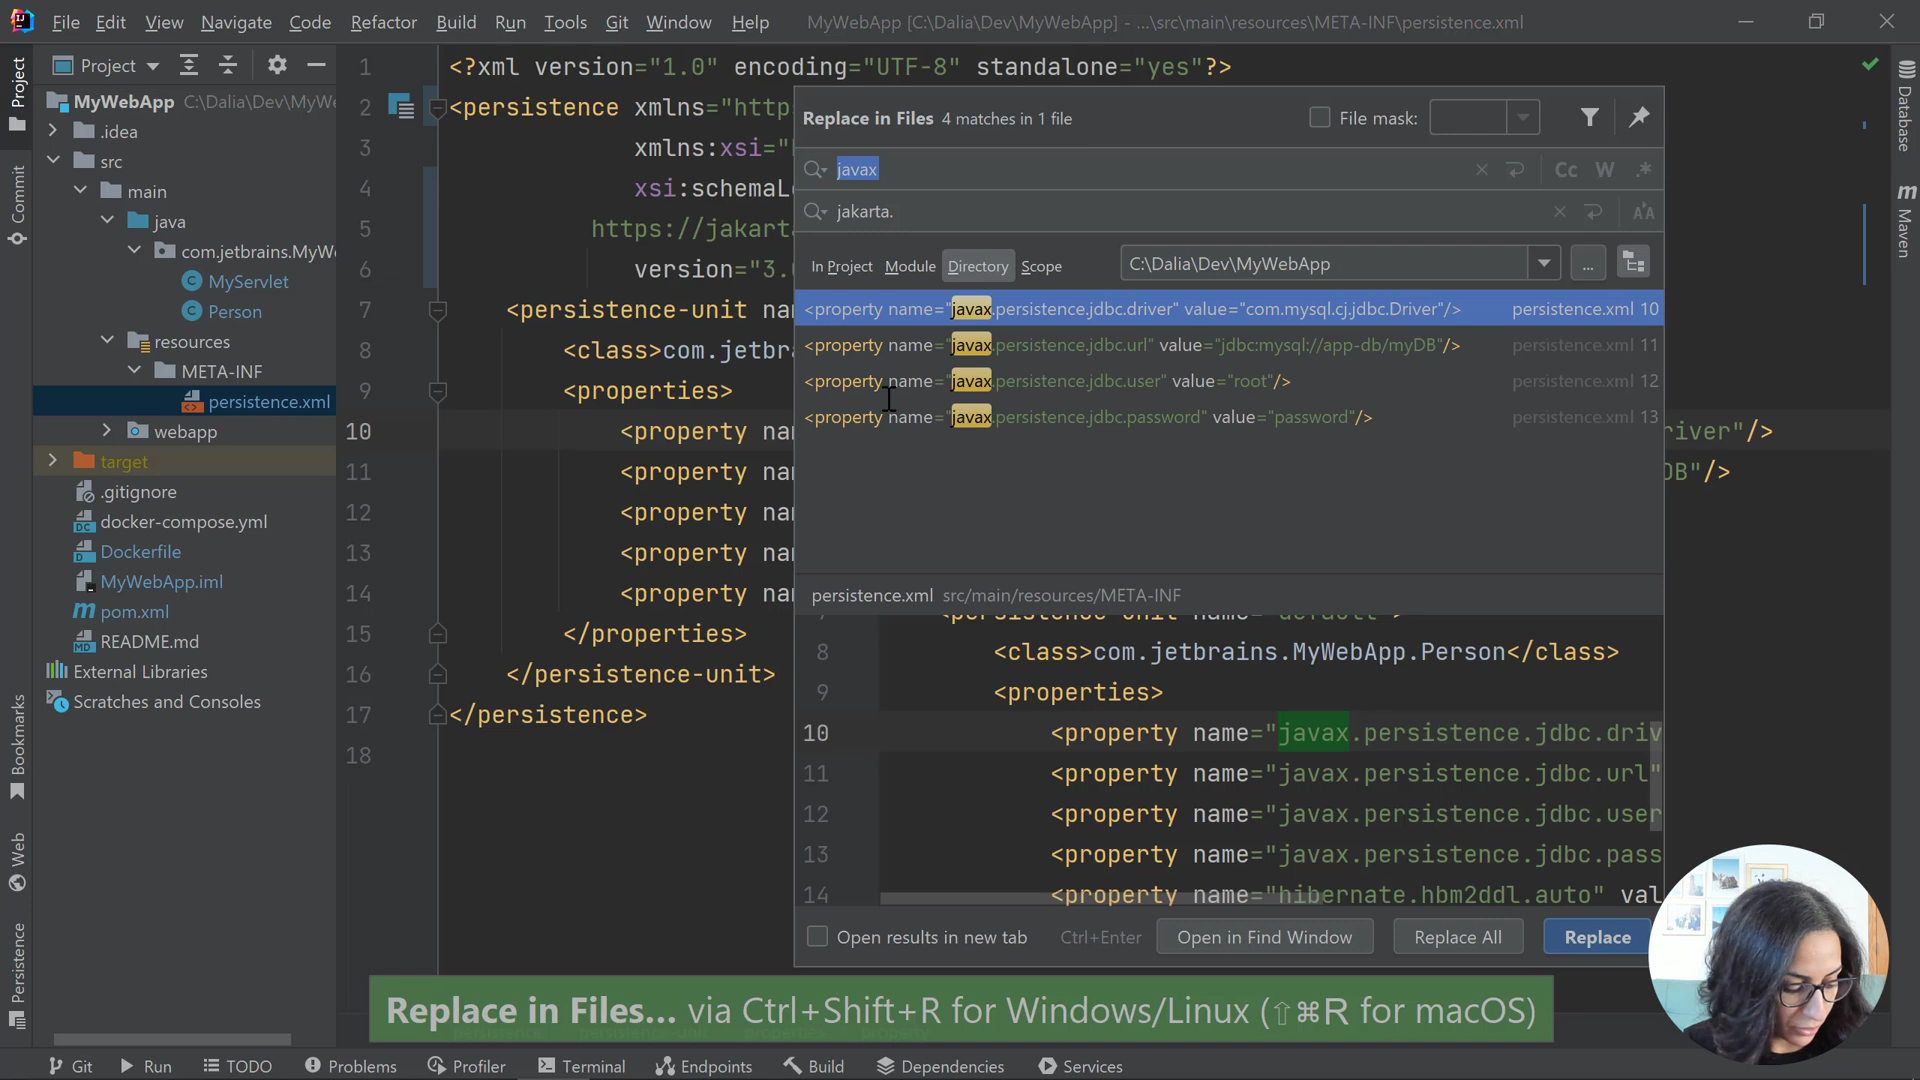 File Edit View Navigate Code Refactor Build Run Tools Git Window Help MyWebApp [C:\Dalia\Dev\MyWebApp] - ...\src\main\resources\META-INF\persistence.xml
Project
Commit
Bookmarks
Web
Persistence
Project
MyWebApp C:\Dalia\Dev\MyWe
.idea
src
main
java
com.jetbrains.MyW
MyServlet
Person
resources
META-INF
persistence.xml
webapp
target
.gitignore
docker-compose.yml
Dockerfile
MyWebApp.iml
pom.xml
README.md
External Libraries
Scratches and Consoles
1 <?xml version="1.0" encoding="UTF-8" standalone="yes"?>
2 <persistence xmlns="http
3 xmlns:xsi="
4 xsi:schemaL
5 https://jakart
6 version="3.
7 <persistence-unit nam
8 <class>com.jetbra
9 <properties>
10 <property na river"/>
11 <property na DB"/>
12 <property na
13 <property na
14 <property na
15 </properties>
16 </persistence-unit>
17 </persistence>
18
Replace in Files 4 matches in 1 file File mask:
javax Cc W .*
jakarta.
In Project Module Directory Scope C:\Dalia\Dev\MyWebApp ...
<property name="javax.persistence.jdbc.driver" value="com.mysql.cj.jdbc.Driver"/> persistence.xml 10
<property name="javax.persistence.jdbc.url" value="jdbc:mysql://app-db/myDB"/> persistence.xml 11
<property name="javax.persistence.jdbc.user" value="root"/> persistence.xml 12
<property name="javax.persistence.jdbc.password" value="password"/> persistence.xml 13
persistence.xml src/main/resources/META-INF
8 <class>com.jetbrains.MyWebApp.Person</class>
9 <properties>
10 <property name="javax.persistence.jdbc.driv
11 <property name="javax.persistence.jdbc.url"
12 <property name="javax.persistence.jdbc.user
13 <property name="javax.persistence.jdbc.pass
14 <property name="hibernate.hbm2ddl.auto" val
Open results in new tab Ctrl+Enter Open in Find Window Replace All Replace
Database
Maven
Replace in Files... via Ctrl+Shift+R for Windows/Linux (⇧⌘R for macOS)
Git Run TODO Problems Profiler Terminal Endpoints Build Dependencies Services